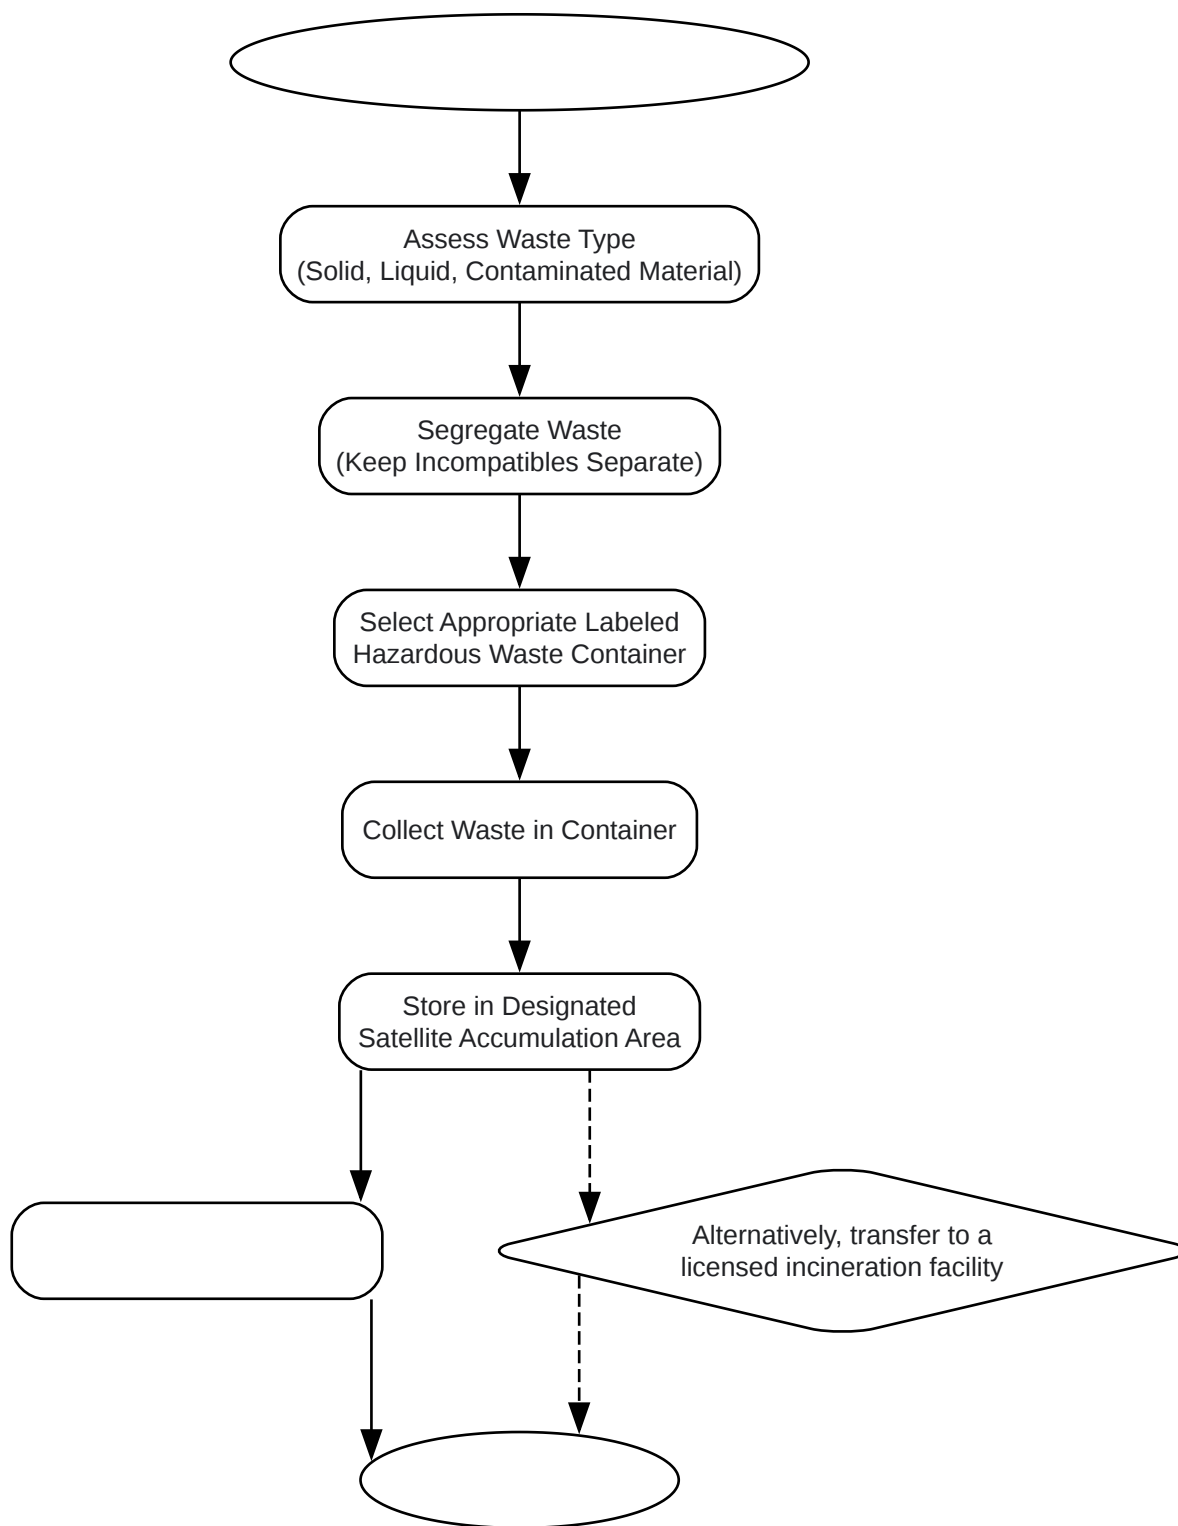 Assess Waste Type
(Solid, Liquid, Contaminated Material)
Segregate Waste
(Keep Incompatibles Separate)
Select Appropriate Labeled
Hazardous Waste Container
Collect Waste in Container
Store in Designated
Satellite Accumulation Area
Alternatively, transfer to a
licensed incineration facility